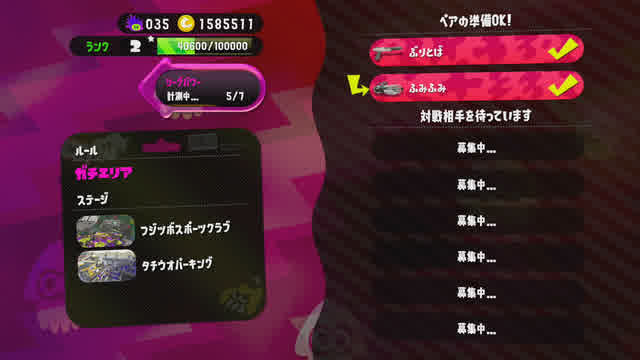 035 1585511
ランク 2 40600/100000
リーグパワー
計測中... 5/7
ルール
ガチエリア
ステージ
フジツボスポーツクラブ
タチウオパーキング
ペアの準備OK!
ぷりとば
ふみふみ
対戦相手を待っています
募集中...
募集中...
募集中...
募集中...
募集中...
募集中...